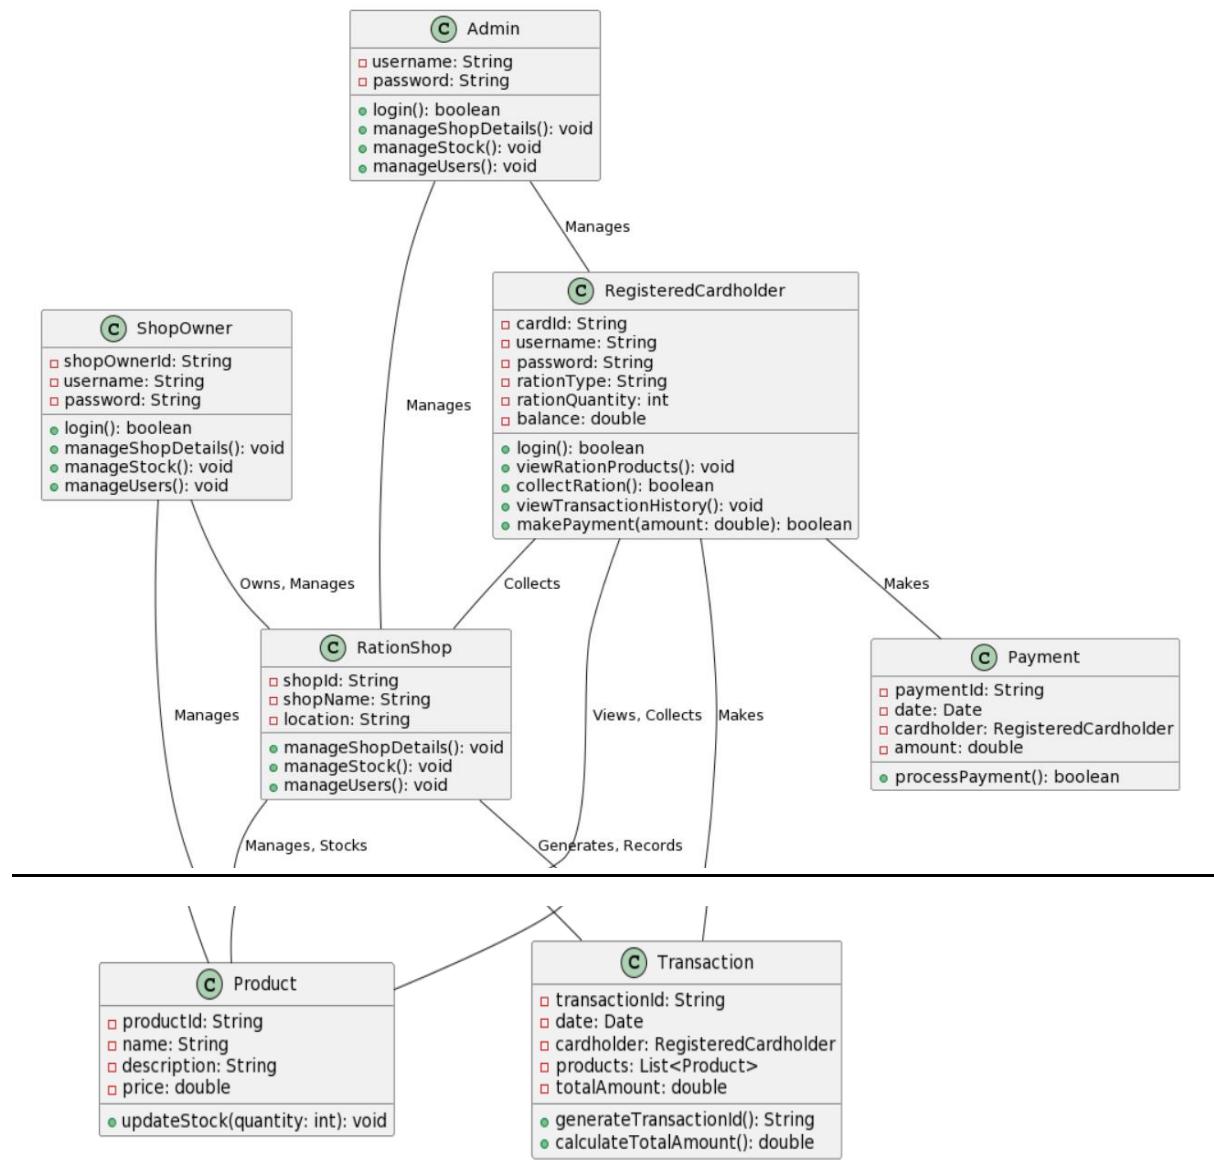 C Admin
username: String
password: String
login(): boolean
manageShopDetails(): void
manageStock(): void
manageUsers(): void
Manages
C RegisteredCardholder
cardId: String
username: String
password: String
rationType: String
rationQuantity: int
balance: double
login(): boolean
viewRationProducts(): void
collectRation(): boolean
viewTransactionHistory(): void
makePayment(amount: double): boolean
C ShopOwner
shopOwnerId: String
username: String
password: String
login(): boolean
manageShopDetails(): void
manageStock(): void
manageUsers(): void
Manages
Owns, Manages
Collects
Makes
C RationShop
shopId: String
shopName: String
location: String
manageShopDetails(): void
manageStock(): void
manageUsers(): void
C Payment
paymentId: String
date: Date
cardholder: RegisteredCardholder
amount: double
processPayment(): boolean
Manages
Views, Collects
Makes
Manages, Stocks
Generates, Records
C Product
productId: String
name: String
description: String
price: double
updateStock(quantity: int): void
C Transaction
transactionId: String
date: Date
cardholder: RegisteredCardholder
products: List<Product>
totalAmount: double
generateTransactionId(): String
calculateTotalAmount(): double